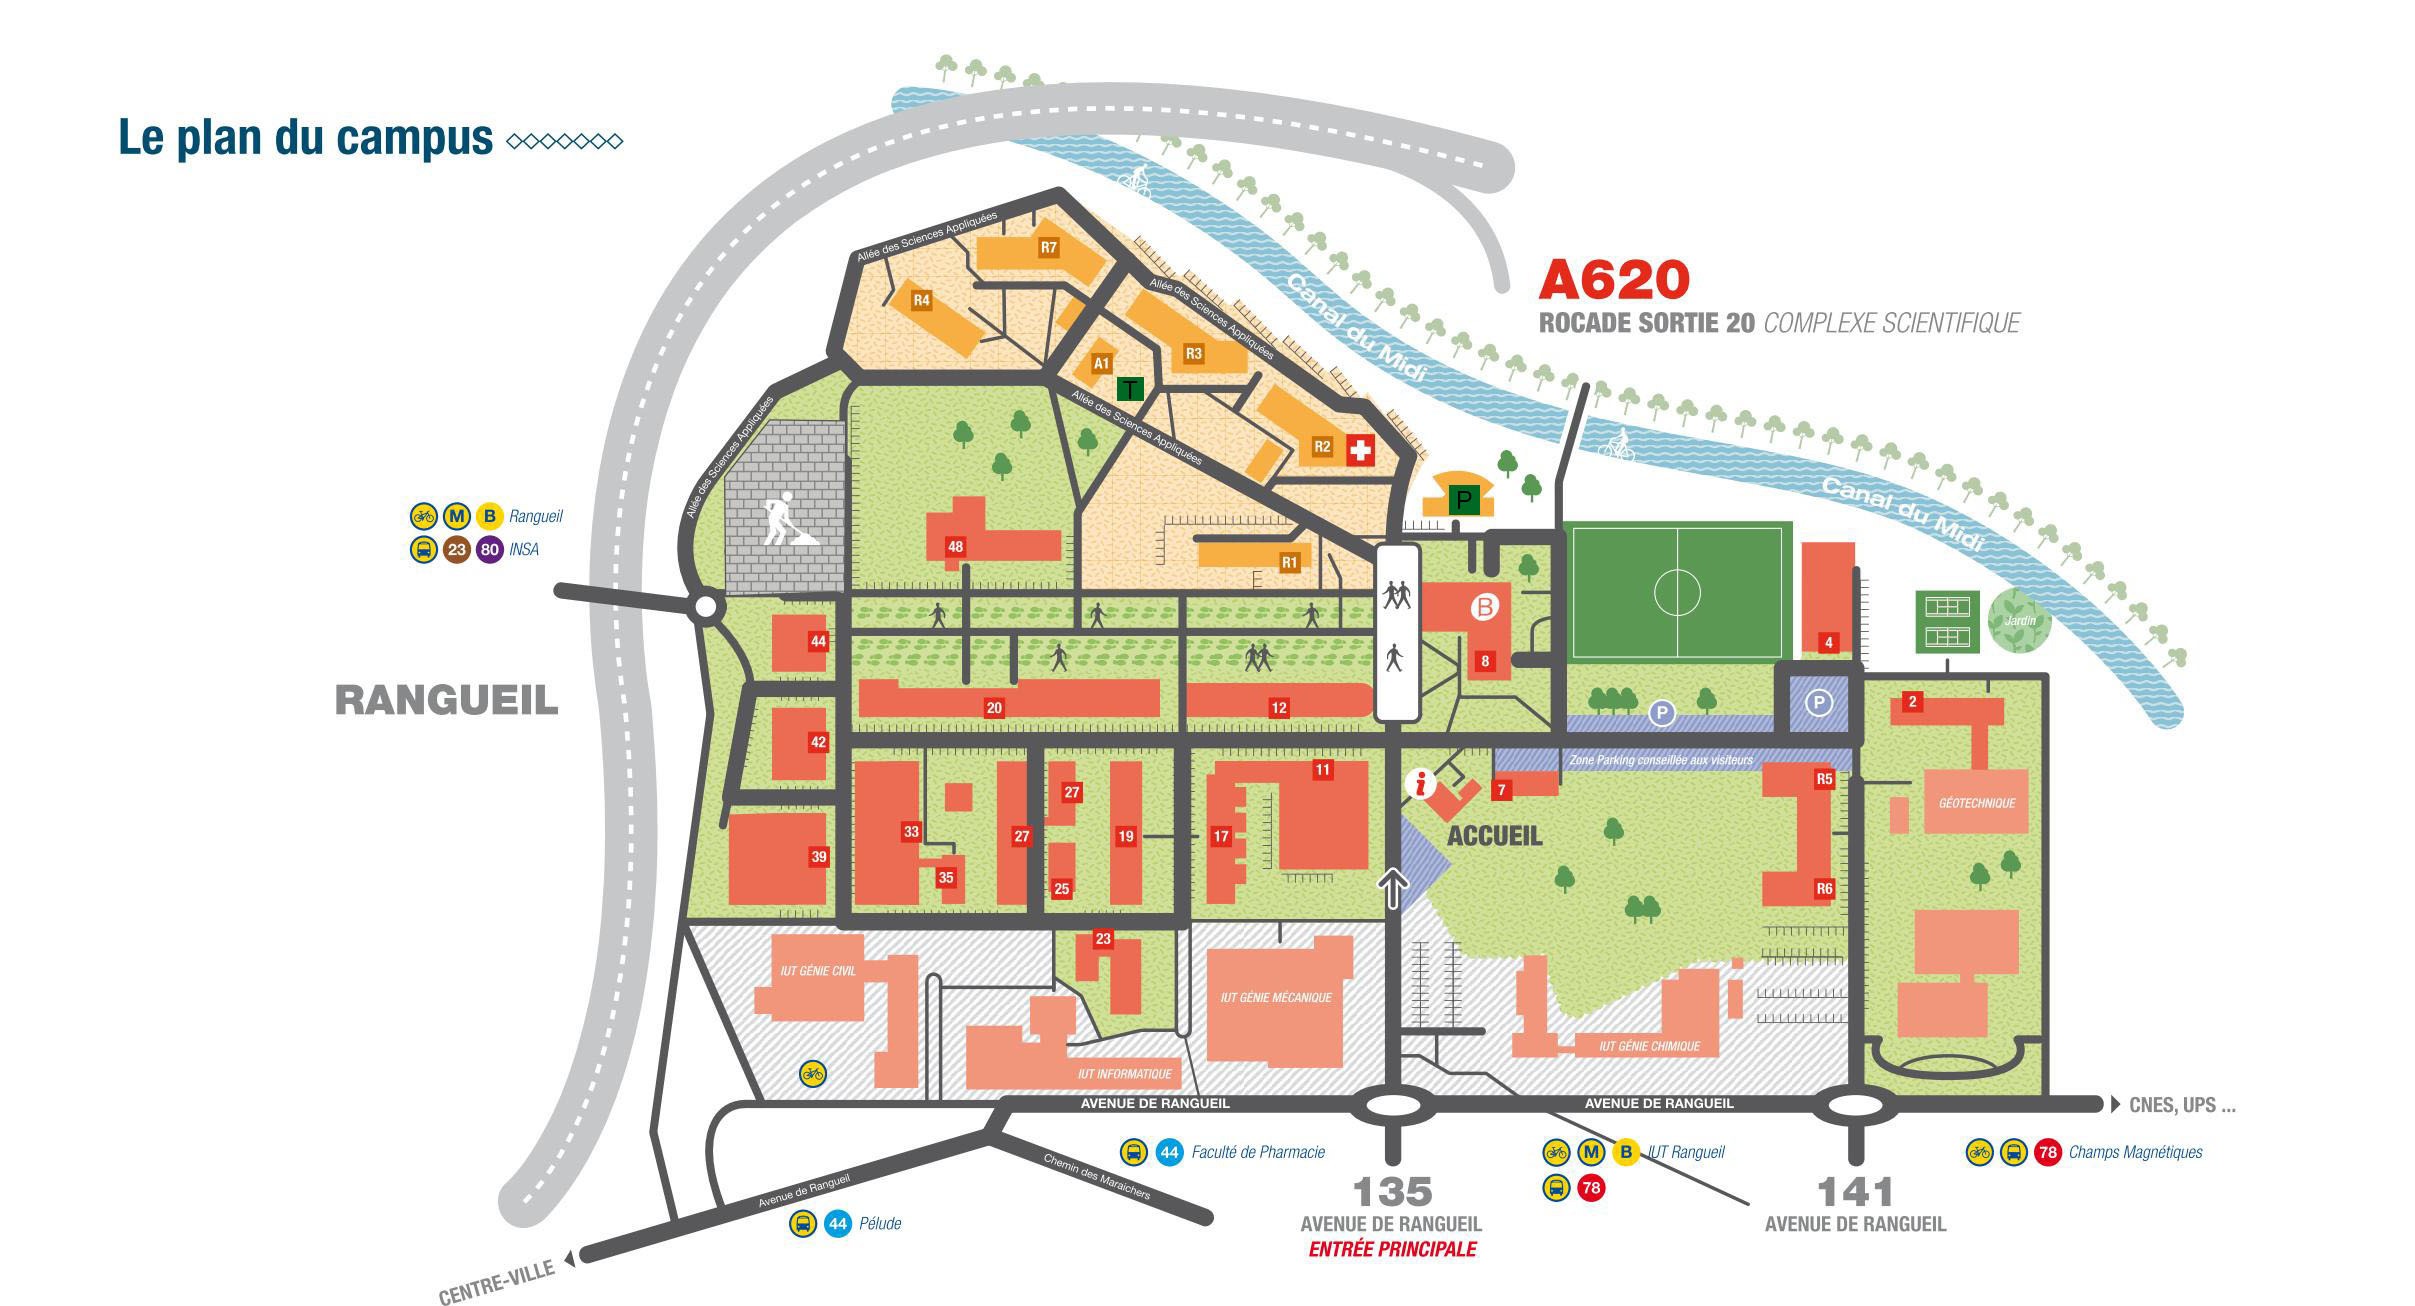 Le plan du campus
Allée des Sciences Appliquées
R7
R4
Allée des Sciences Appliquées
R3
A1
T
Canal du Midi
A620
ROCADE SORTIE 20 COMPLEXE SCIENTIFIQUE
Allée des Sciences Appliquées
Allée des Sciences Appliquées
R2
P
Canal du Midi
M B Rangueil
23 80 INSA
48
R1
B
Jardin
44
4
8
RANGUEIL
20
12
P
P
2
42
Zone Parking conseillée aux visiteurs
11
R5
27
7
GÉOTECHNIQUE
33
27
19
17
ACCUEIL
39
35
25
R6
23
IUT GÉNIE CIVIL
IUT GÉNIE MÉCANIQUE
IUT GÉNIE CHIMIQUE
IUT INFORMATIQUE
AVENUE DE RANGUEIL
AVENUE DE RANGUEIL
CNES, UPS ...
44 Faculté de Pharmacie
M B IUT Rangueil
78
78 Champs Magnétiques
Chemin des Maraichers
Avenue de Rangueil
44 Pélude
135
AVENUE DE RANGUEIL
ENTRÉE PRINCIPALE
141
AVENUE DE RANGUEIL
CENTRE-VILLE